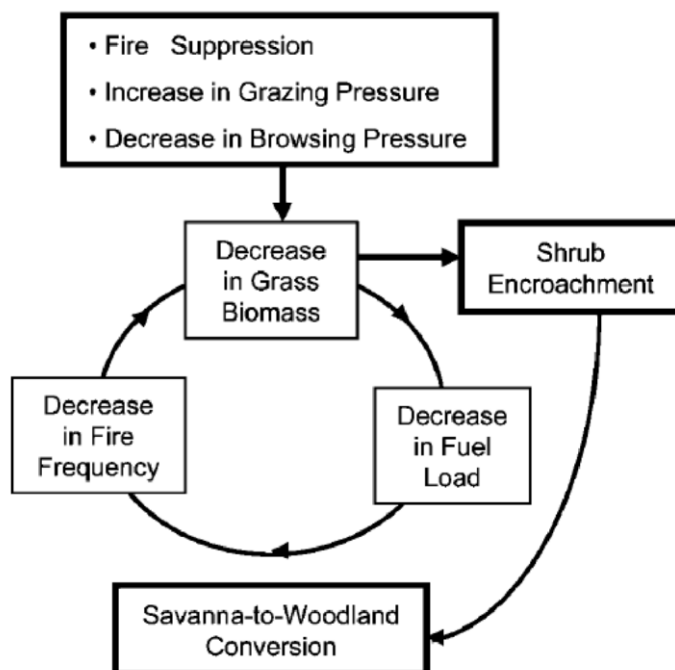 • Fire Suppression
• Increase in Grazing Pressure
• Decrease in Browsing Pressure
Decrease
in Grass
Biomass
Shrub
Encroachment
Decrease
in Fire
Frequency
Decrease
in Fuel
Load
Savanna-to-Woodland
Conversion